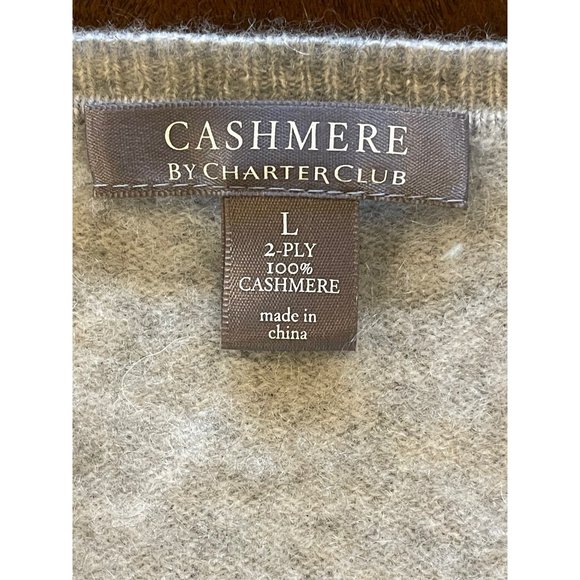 CASHMERE
BY CHARTER CLUB
L
2-PLY
100%
CASHMERE
made in
china